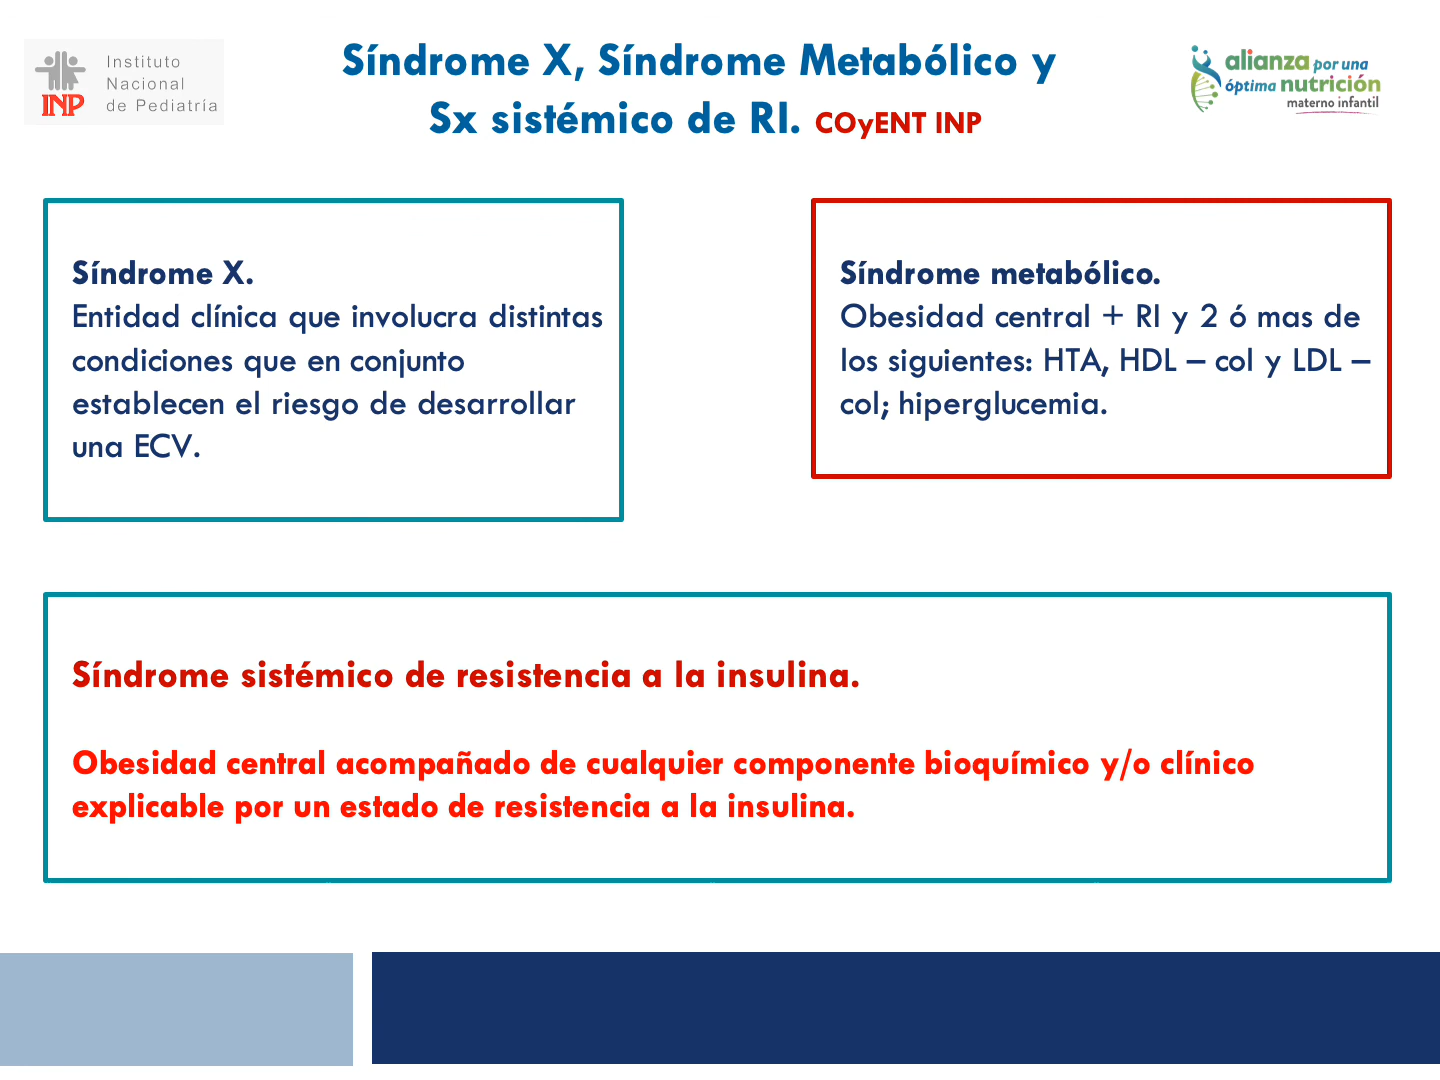 Instituto
Nacional
de Pediatría
INP
Síndrome X, Síndrome Metabólico y
Sx sistémico de RI. COyENT INP
alianza por una
óptima nutrición
materno infantil
Síndrome X.
Entidad clínica que involucra distintas
condiciones que en conjunto
establecen el riesgo de desarrollar
una ECV.
Síndrome metabólico.
Obesidad central + RI y 2 ó mas de
los siguientes: HTA, HDL – col y LDL –
col; hiperglucemia.
Síndrome sistémico de resistencia a la insulina.
Obesidad central acompañado de cualquier componente bioquímico y/o clínico
explicable por un estado de resistencia a la insulina.